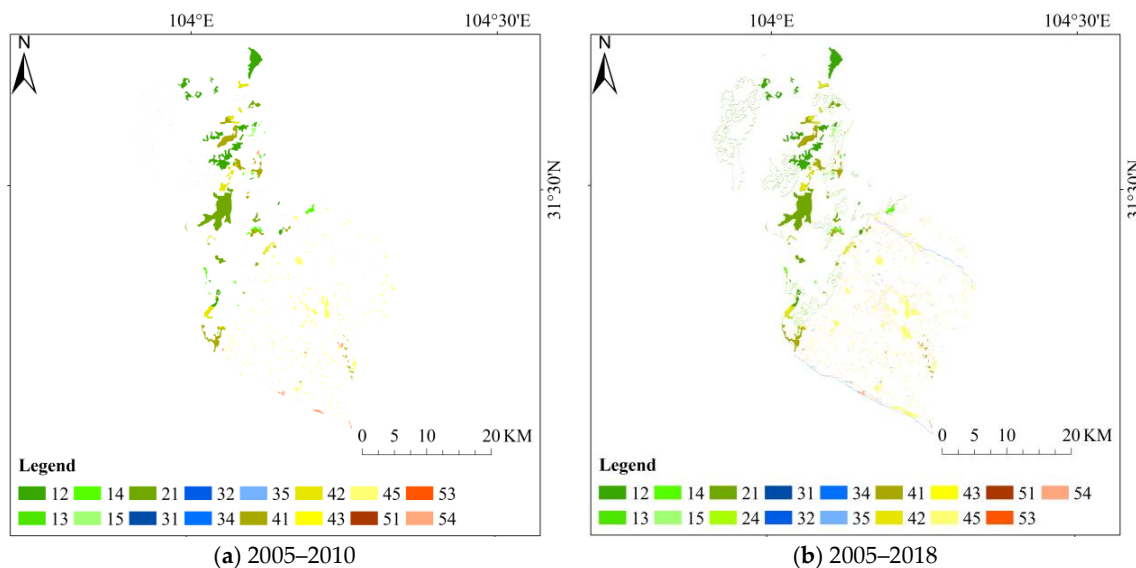 104°E 104°30'E
N
31°30'N
0 5 10 20 KM
Legend
12 14 21 32 35 42 45 53
13 15 31 34 41 43 51 54
(a) 2005–2010
104°E 104°30'E
N
31°30'N
0 5 10 20 KM
Legend
12 14 21 31 34 41 43 51 54
13 15 24 32 35 42 45 53
(b) 2005–2018